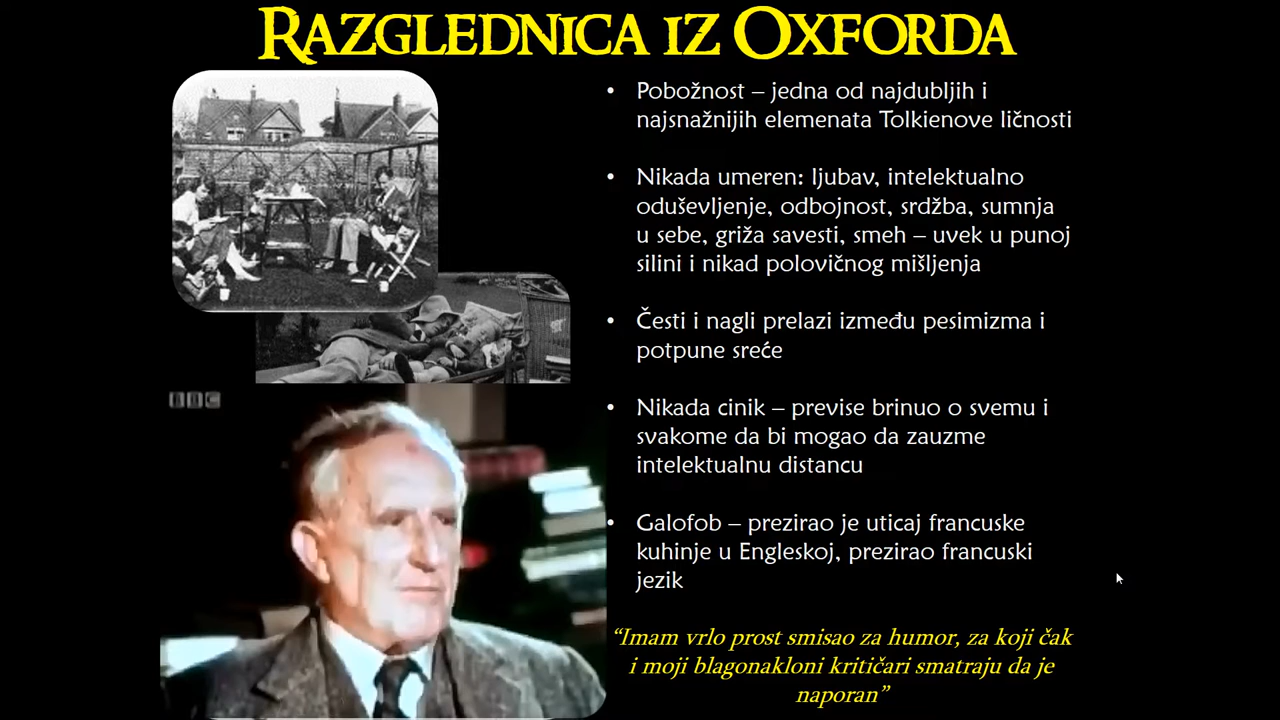 RAZGLEDNICA IZ OXFORDA
• Pobožnost – jedna od najdubljih i
najsnažnijih elemenata Tolkienove ličnosti
• Nikada umeren: ljubav, intelektualno
oduševljenje, odbojnost, srdžba, sumnja
u sebe, griža savesti, smeh – uvek u punoj
silini i nikad polovičnog mišljenja
• Česti i nagli prelazi između pesimizma i
potpune sreće
BBC
• Nikada cinik – previse brinuo o svemu i
svakome da bi mogao da zauzme
intelektualnu distancu
• Galofob – prezirao je uticaj francuske
kuhinje u Engleskoj, prezirao francuski
jezik
“Imam vrlo prost smisao za humor, za koji čak
i moji blagonakloni kritičari smatraju da je
naporan”